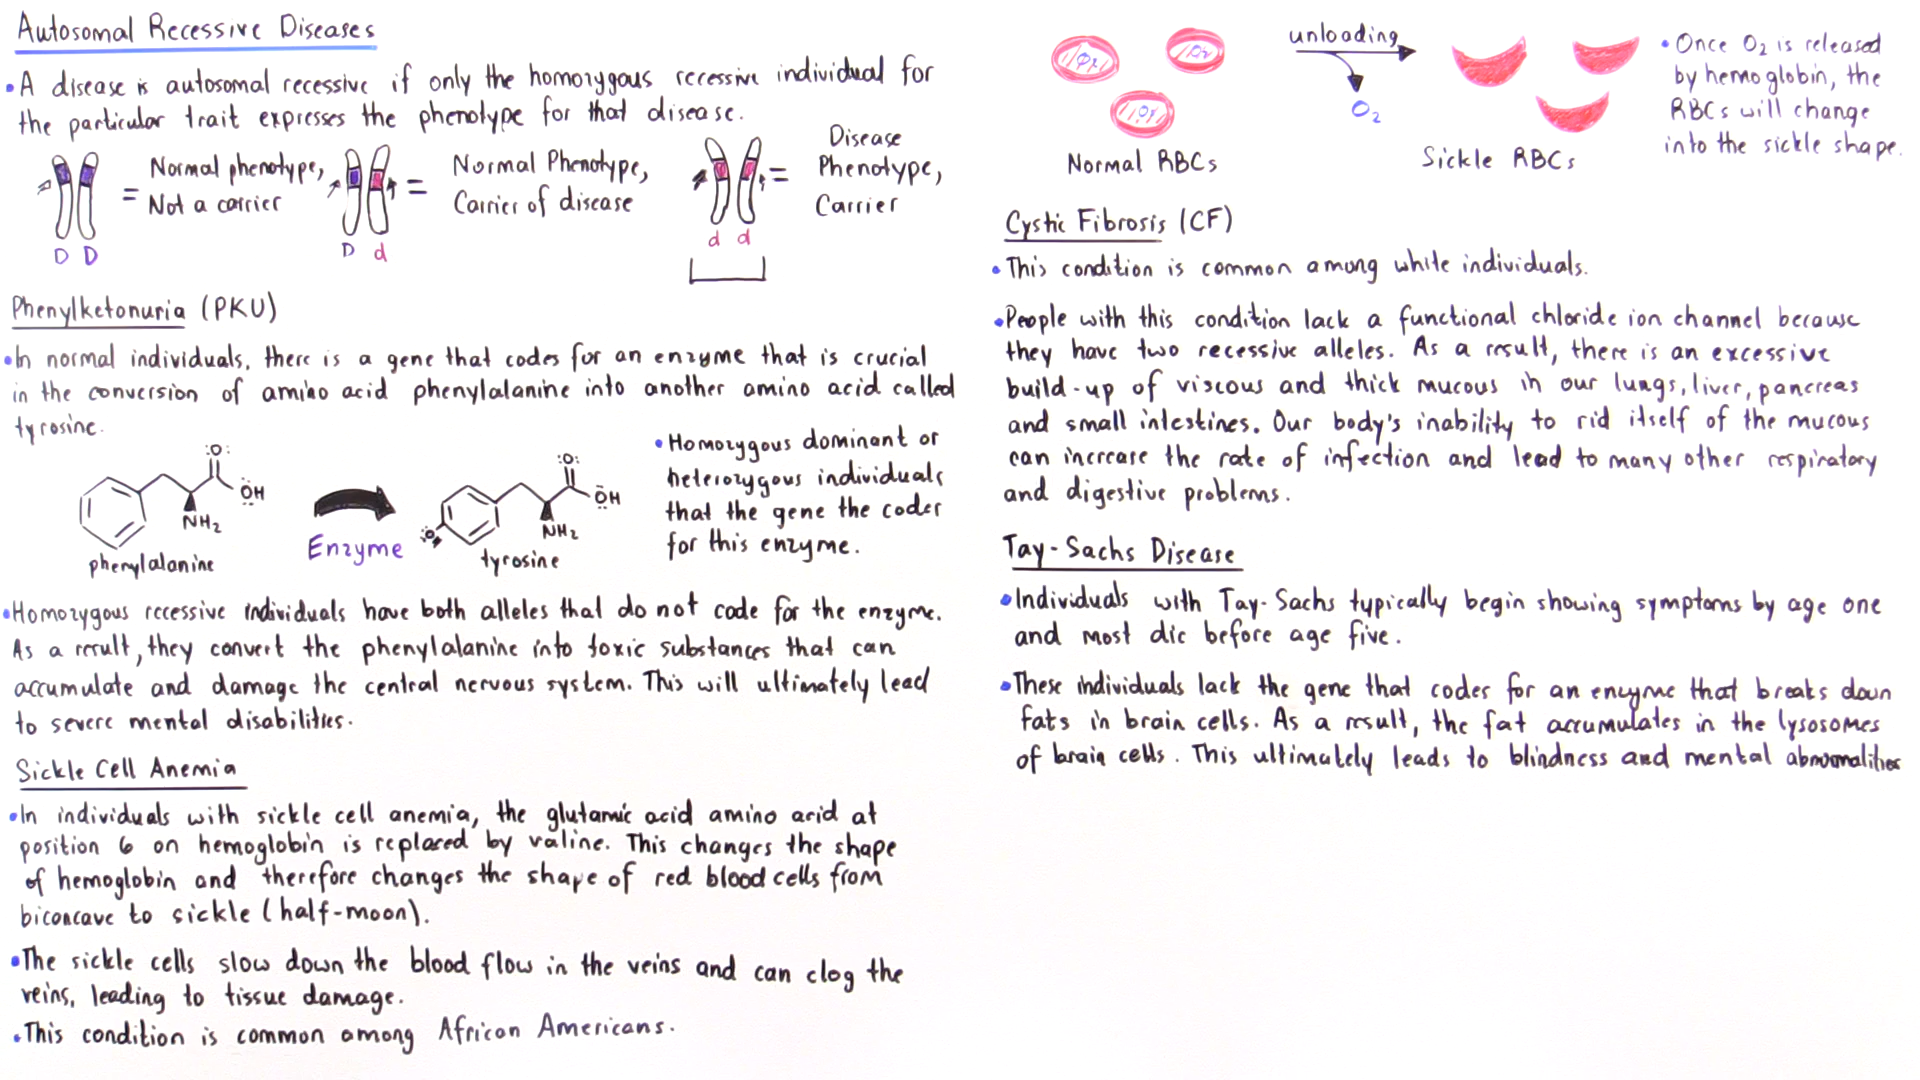 Autosomal Recessive Diseases
• A disease is autosomal recessive if only the homozygous recessive individual for
the particular trait expresses the phenotype for that disease.
D D
= Normal phenotype,
Not a carrier
D d
= Normal Phenotype,
Carrier of disease
d d
= Disease
Phenotype,
Carrier
Phenylketonuria (PKU)
• In normal individuals, there is a gene that codes for an enzyme that is crucial
in the conversion of amino acid phenylalanine into another amino acid called
tyrosine.
:O:
ÖH
NH₂
phenylalanine
Enzyme
:O:
ÖH
NH₂
tyrosine
• Homozygous dominant or
heterozygous individuals
that the gene the codes
for this enzyme.
• Homozygous recessive individuals have both alleles that do not code for the enzyme.
As a result, they convert the phenylalanine into toxic substances that can
accumulate and damage the central nervous system. This will ultimately lead
to severe mental disabilities.
Sickle Cell Anemia
• In individuals with sickle cell anemia, the glutamic acid amino acid at
position 6 on hemoglobin is replaced by valine. This changes the shape
of hemoglobin and therefore changes the shape of red blood cells from
biconcave to sickle (half-moon).
• The sickle cells slow down the blood flow in the veins and can clog the
veins, leading to tissue damage.
• This condition is common among African Americans.
O₂
O₂
O₂
Normal RBCs
unloading
O₂
Sickle RBCs
• Once O₂ is released
by hemoglobin, the
RBCs will change
into the sickle shape.
Cystic Fibrosis (CF)
• This condition is common among white individuals.
• People with this condition lack a functional chloride ion channel because
they have two recessive alleles. As a result, there is an excessive
build-up of viscous and thick mucous in our lungs, liver, pancreas
and small intestines. Our body's inability to rid itself of the mucous
can increase the rate of infection and lead to many other respiratory
and digestive problems.
Tay-Sachs Disease
• Individuals with Tay-Sachs typically begin showing symptoms by age one
and most die before age five.
• These individuals lack the gene that codes for an enzyme that breaks down
fats in brain cells. As a result, the fat accumulates in the lysosomes
of brain cells. This ultimately leads to blindness and mental abnormalities